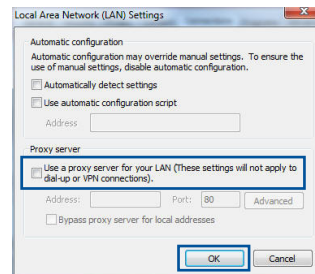 Local Area Network (LAN) Settings
Automatic configuration
Automatic configuration may override manual settings. To ensure the
use of manual settings, disable automatic configuration.
Automatically detect settings
Use automatic configuration script
Address
Proxy server
Use a proxy server for your LAN (These settings will not apply to
dial-up or VPN connections).
Address:
Port:
80
Advanced
Bypass proxy server for local addresses
OK
Cancel